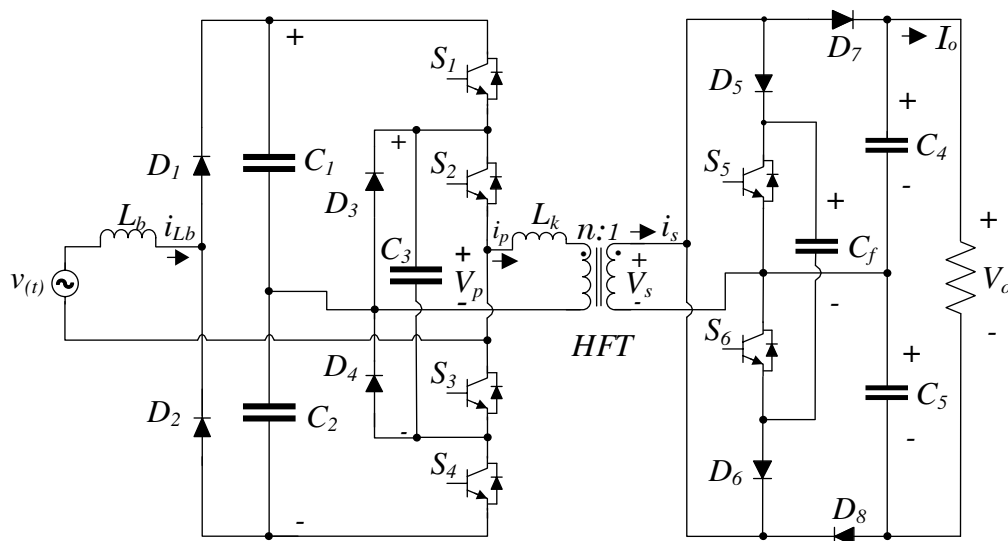 + S1 D7 Io
D1 C1 + D3 S2 D5 S5 + C4 -
Lb iLb C3 + Vp - ip Lk n:1 is + Vs - + Cf - + Vo -
v(t) HFT S6
D2 C2 D4 - S3 S4 D6 + C5 -
- D8